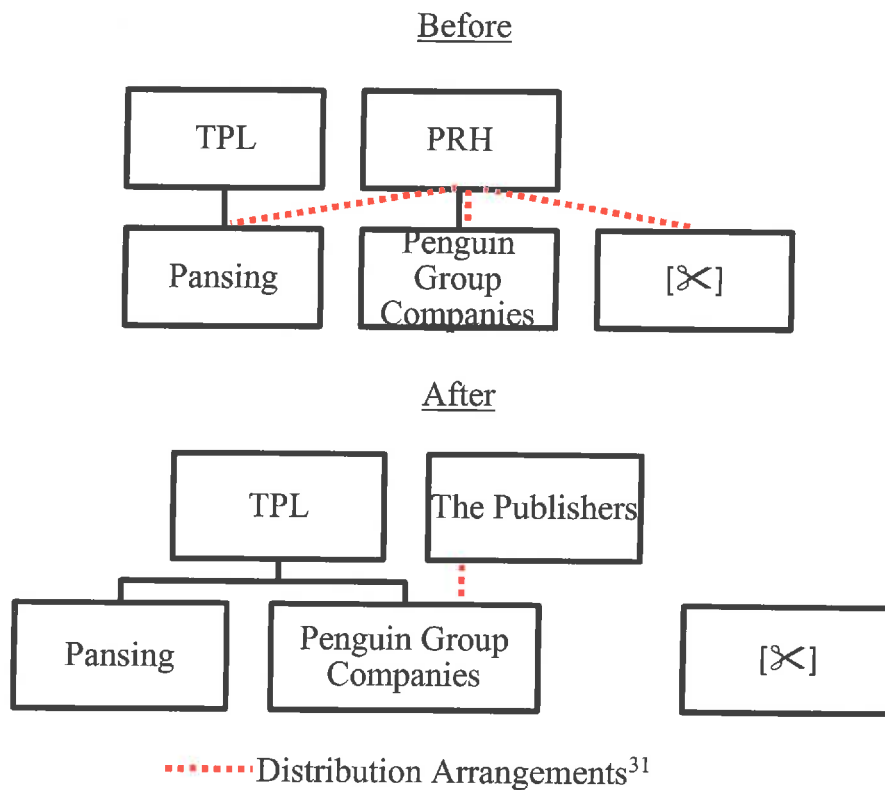 Before
TPL
PRH
Pansing
Penguin
Group
Companies
[✂]
After
TPL
The Publishers
Pansing
Penguin Group
Companies
[✂]
Distribution Arrangements³¹